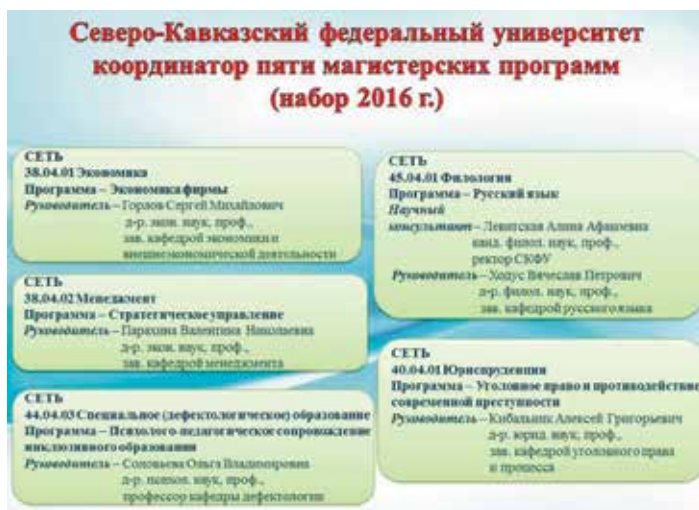 Северо-Кавказский федеральный университет
координатор пяти магистерских программ
(набор 2016 г.)
СЕТЬ
38.04.01 Экономика
Программа – Экономика фирмы
Руководитель – Горлов Сергей Михайлович
д-р. экон. наук, проф.,
зав. кафедрой экономики и
внешнеэкономической деятельности
СЕТЬ
38.04.02 Менеджмент
Программа – Стратегическое управление
Руководитель – Парахина Валентина Николаевна
д-р. экон. наук, проф.,
зав. кафедрой менеджмента
СЕТЬ
44.04.03 Специальное (дефектологическое) образование
Программа – Психолого-педагогическое сопровождение
инклюзивного образования
Руководитель – Соловьева Ольга Владимировна
д-р. психол. наук, проф.,
профессор кафедры дефектологии
СЕТЬ
45.04.01 Филология
Программа – Русский язык
Научный
консультант – Левитская Алина Афакоевна
канд. филол. наук, проф.,
ректор СКФУ
Руководитель – Ходус Вячеслав Петрович
д-р. филол. наук, проф.,
зав. кафедрой русского языка
СЕТЬ
40.04.01 Юриспруденция
Программа – Уголовное право и противодействие
современной преступности
Руководитель – Кибальник Алексей Григорьевич
д-р. юрид. наук, проф.,
зав. кафедрой уголовного права
и процесса